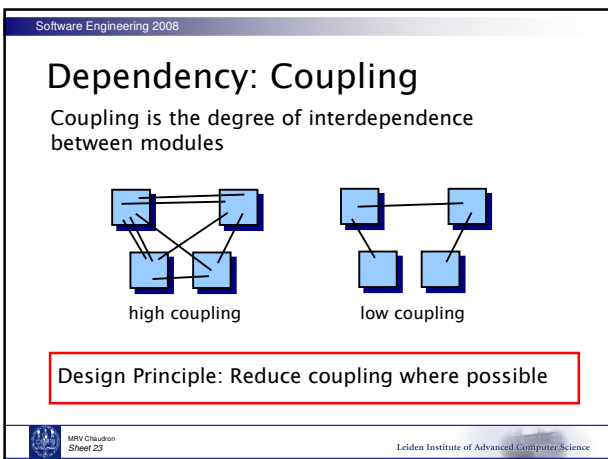 Software Engineering 2008
Dependency: Coupling
Coupling is the degree of interdependence
between modules
high coupling
low coupling
Design Principle: Reduce coupling where possible
MRV Chaudron
Sheet 23
Leiden Institute of Advanced Computer Science